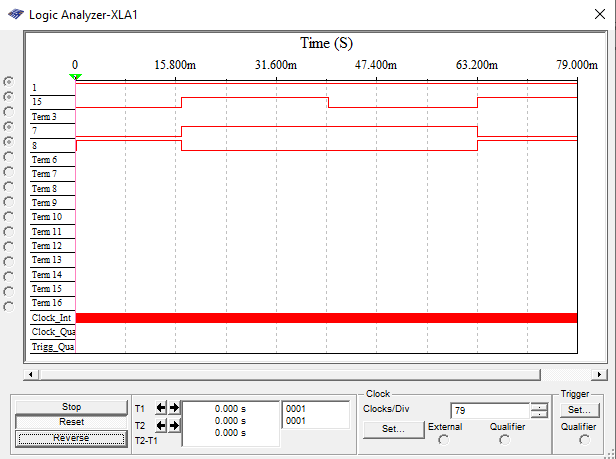 Logic Analyzer-XLA1
Time (S)
0 15.800m 31.600m 47.400m 63.200m 79.000m
1
15
Term 3
7
8
Term 6
Term 7
Term 8
Term 9
Term 10
Term 11
Term 12
Term 13
Term 14
Term 15
Term 16
Clock_Int
Clock_Qua
Trigg_Qua
Stop
Reset
Reverse
T1
T2
T2-T1
0.000 s 0001
0.000 s 0001
0.000 s
Clock
Clocks/Div 79
Set... External Qualifier
Trigger
Set...
Qualifier